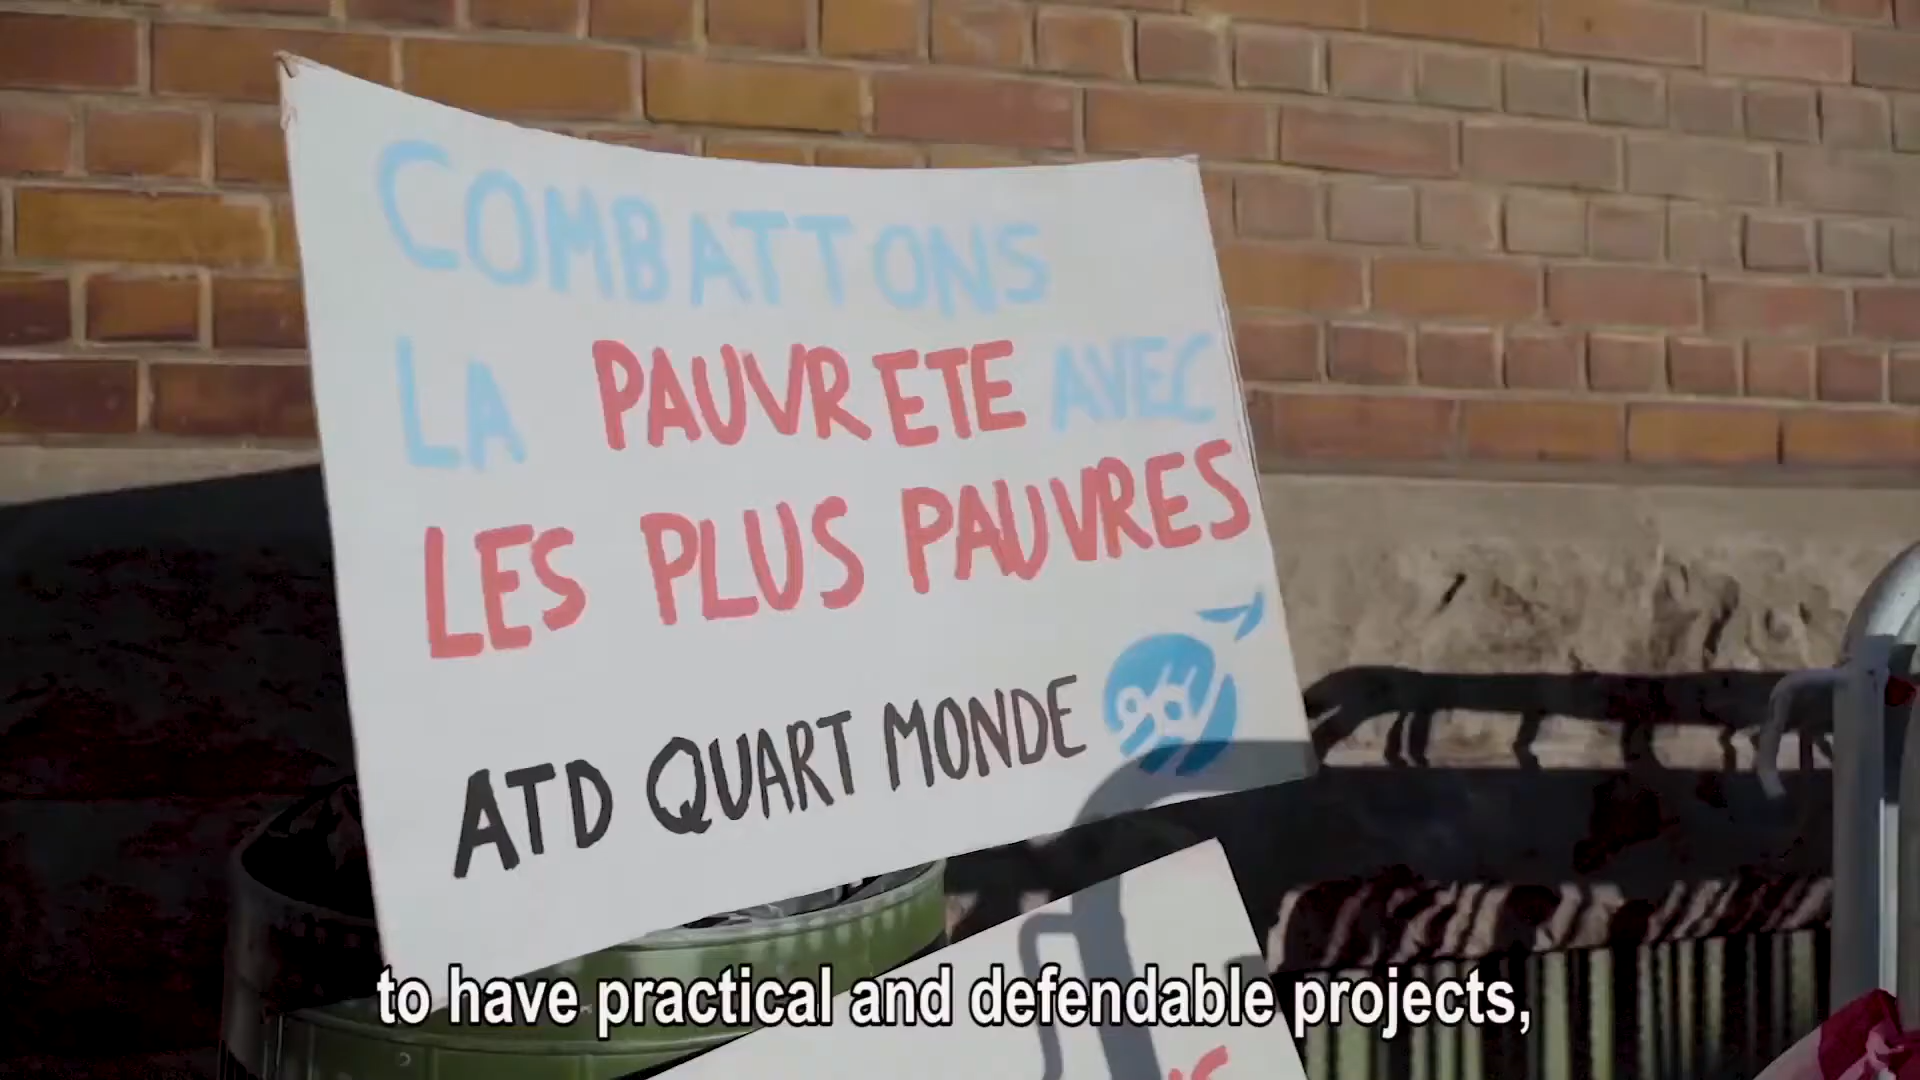 COMBATTONS
LA PAUVRETE AVEC
LES PLUS PAUVRES
ATD QUART MONDE
to have practical and defendable projects,